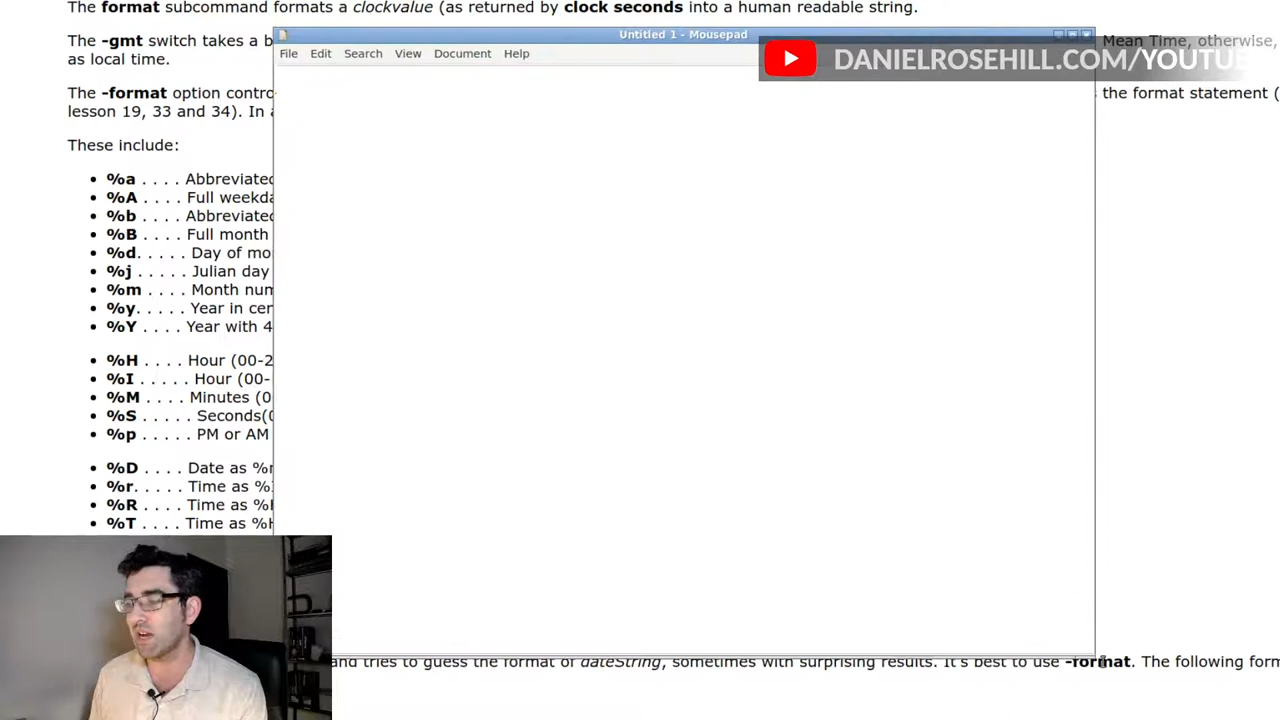 The format subcommand formats a clockvalue (as returned by clock seconds into a human readable string.
Untitled 1 - Mousepad
The -gmt switch takes a b
Mean Time, otherwise,
as local time.
File Edit Search View Document Help
DANIELROSEHILL.COM/YOUTU
The -format option contro
the format statement (
lesson 19, 33 and 34). In a
These include:
%a . . . . Abbreviated
%A . . . . Full weekda
%b . . . . Abbreviated
%B . . . . Full month
%d. . . . . Day of mo
%j . . . . . Julian day
%m . . . . Month num
%y. . . . . Year in cen
%Y . . . . Year with 4
%H . . . . Hour (00-2
%I . . . . . Hour (00-
%M . . . . Minutes (0
%S . . . . . Seconds(0
%p . . . . . PM or AM
%D . . . . Date as %m
%r. . . . . Time as %I
%R . . . . Time as %H
%T . . . . Time as %H
and tries to guess the format of dateString, sometimes with surprising results. It's best to use -format. The following form